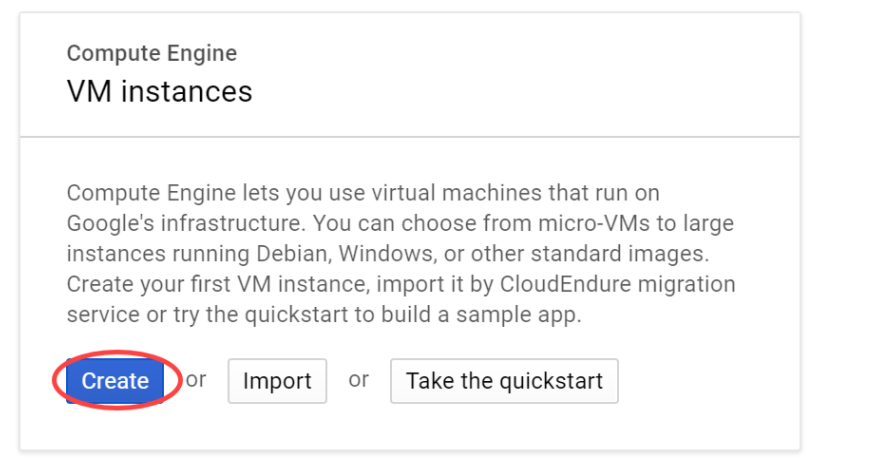 Compute Engine
VM instances
Compute Engine lets you use virtual machines that run on
Google's infrastructure. You can choose from micro-VMs to large
instances running Debian, Windows, or other standard images.
Create your first VM instance, import it by CloudEndure migration
service or try the quickstart to build a sample app.
Create or Import or Take the quickstart